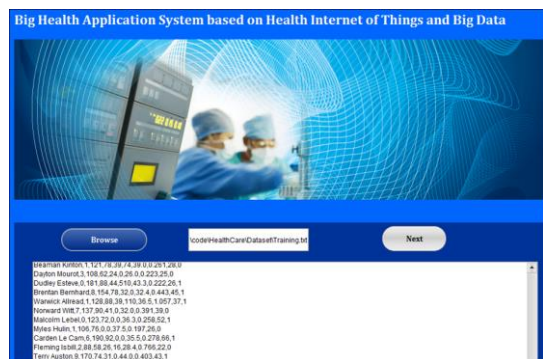 Big Health Application System based on Health Internet of Things and Big Data
Browse
\code\HealthCare\Dataset\Training.txt
Next
Beaman Kinton,1,121,78,39,74,39.0,0.261,28,0
Dayton Mourot,3,108,62,24,0,26.0,0.223,25,0
Dudley Esteve,0,181,88,44,510,43.3,0.222,26,1
Brentan Bernhard,8,154,78,32,0,32.4,0.443,45,1
Warwick Allread,1,128,88,39,110,36.5,1.057,37,1
Norward Witt,7,137,90,41,0,32.0,0.391,39,0
Malcolm Lebel,0,123,72,0,0,36.3,0.258,52,1
Myles Hulin,1,106,76,0,0,37.5,0.197,26,0
Carden Le Cam,6,190,92,0,0,35.5,0.278,66,1
Fleming Isbill,2,88,58,26,16,28.4,0.766,22,0
Terry Auston,9,170,74,31,0,44.0,0.403,43,1